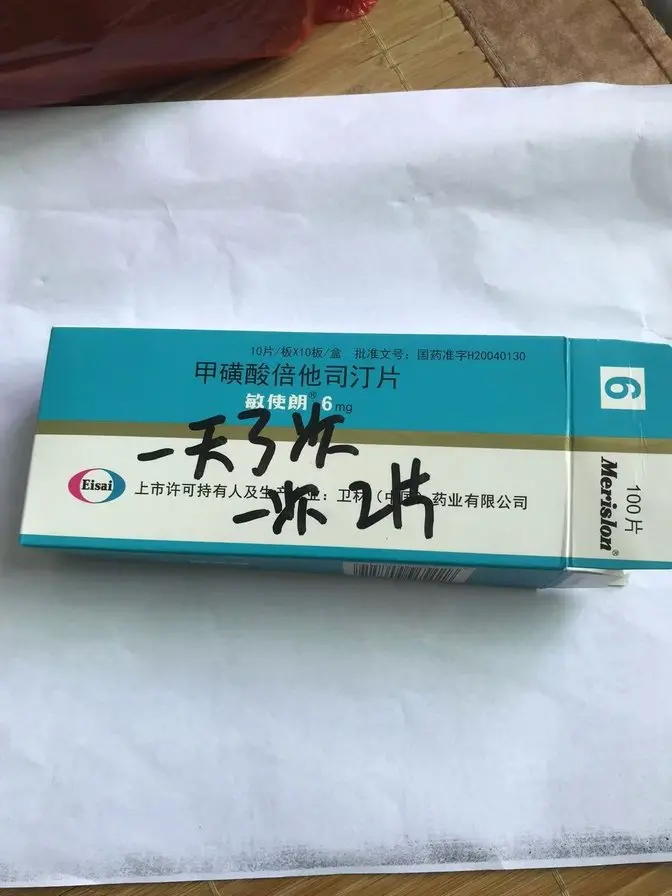 10片/板X10板/盒 批准文号：国药准字H20040130
甲磺酸倍他司汀片
敏使朗® 6mg
一天3次
Eisai
上市许可持有人及生产企业：卫材（中国）药业有限公司
一次2片
6
100片
Merislon®